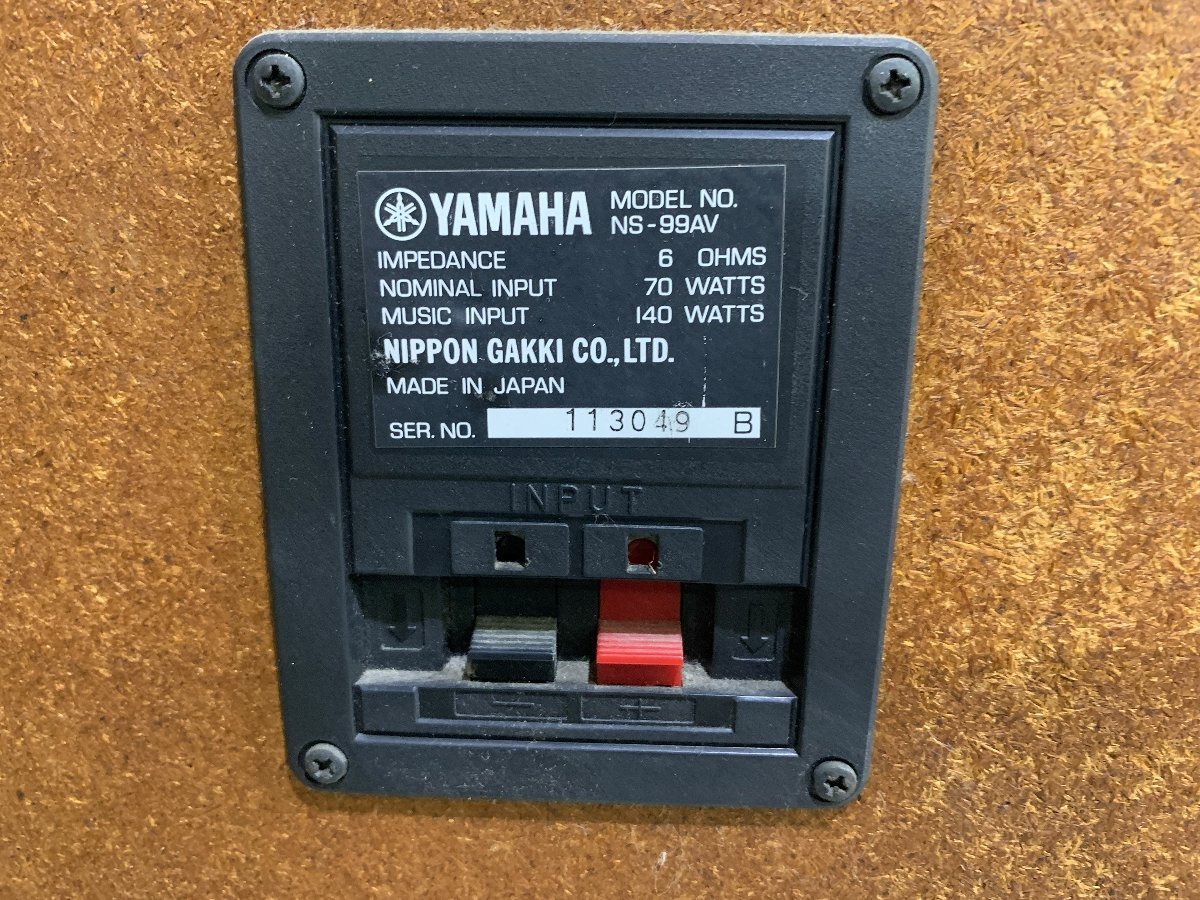 YAMAHA MODEL NO.
NS-99AV
IMPEDANCE 6 OHMS
NOMINAL INPUT 70 WATTS
MUSIC INPUT 140 WATTS
NIPPON GAKKI CO., LTD.
MADE IN JAPAN
SER. NO. 113049 B
INPUT
− +